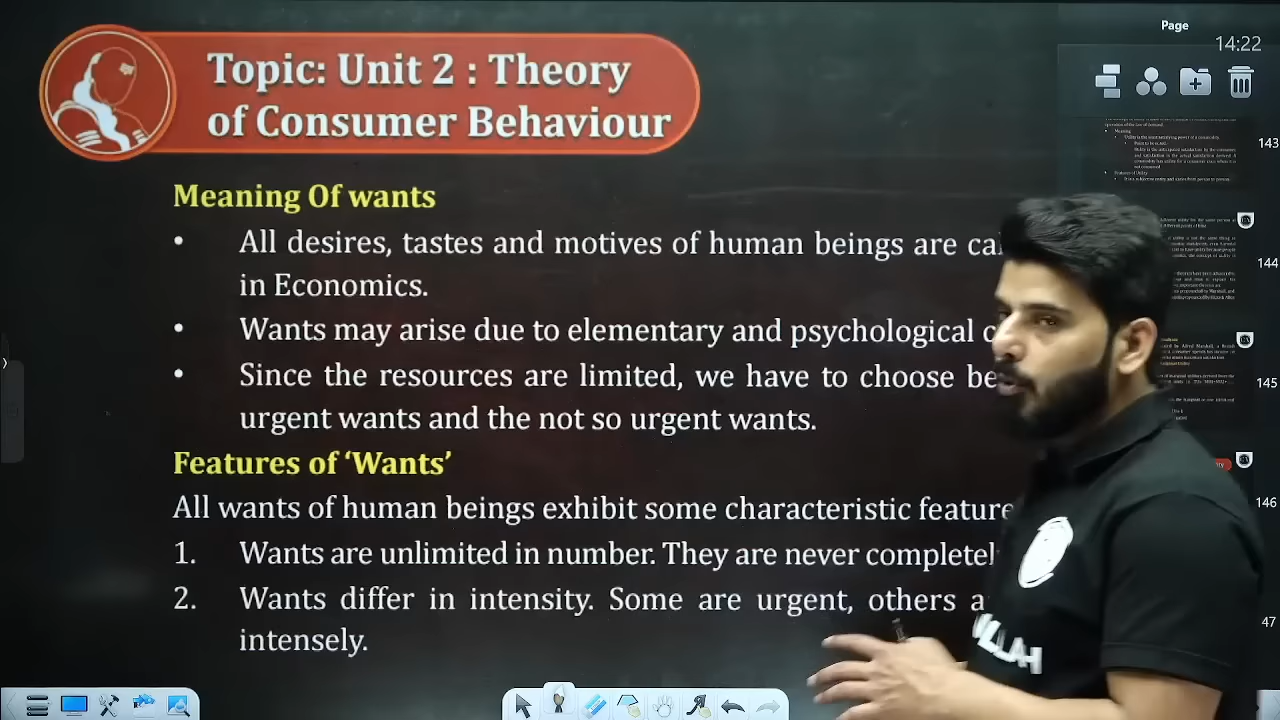 Page
14:22
Topic: Unit 2 : Theory
of Consumer Behaviour
143
Meaning Of wants
• All desires, tastes and motives of human beings are
in Economics.
144
• Wants may arise due to elementary and psychological
• Since the resources are limited, we have to choose
145
urgent wants and the not so urgent wants.
Features of ‘Wants’
All wants of human beings exhibit some characteristic
146
1. Wants are unlimited in number. They are never
2. Wants differ in intensity. Some are urgent, others
47
intensely.